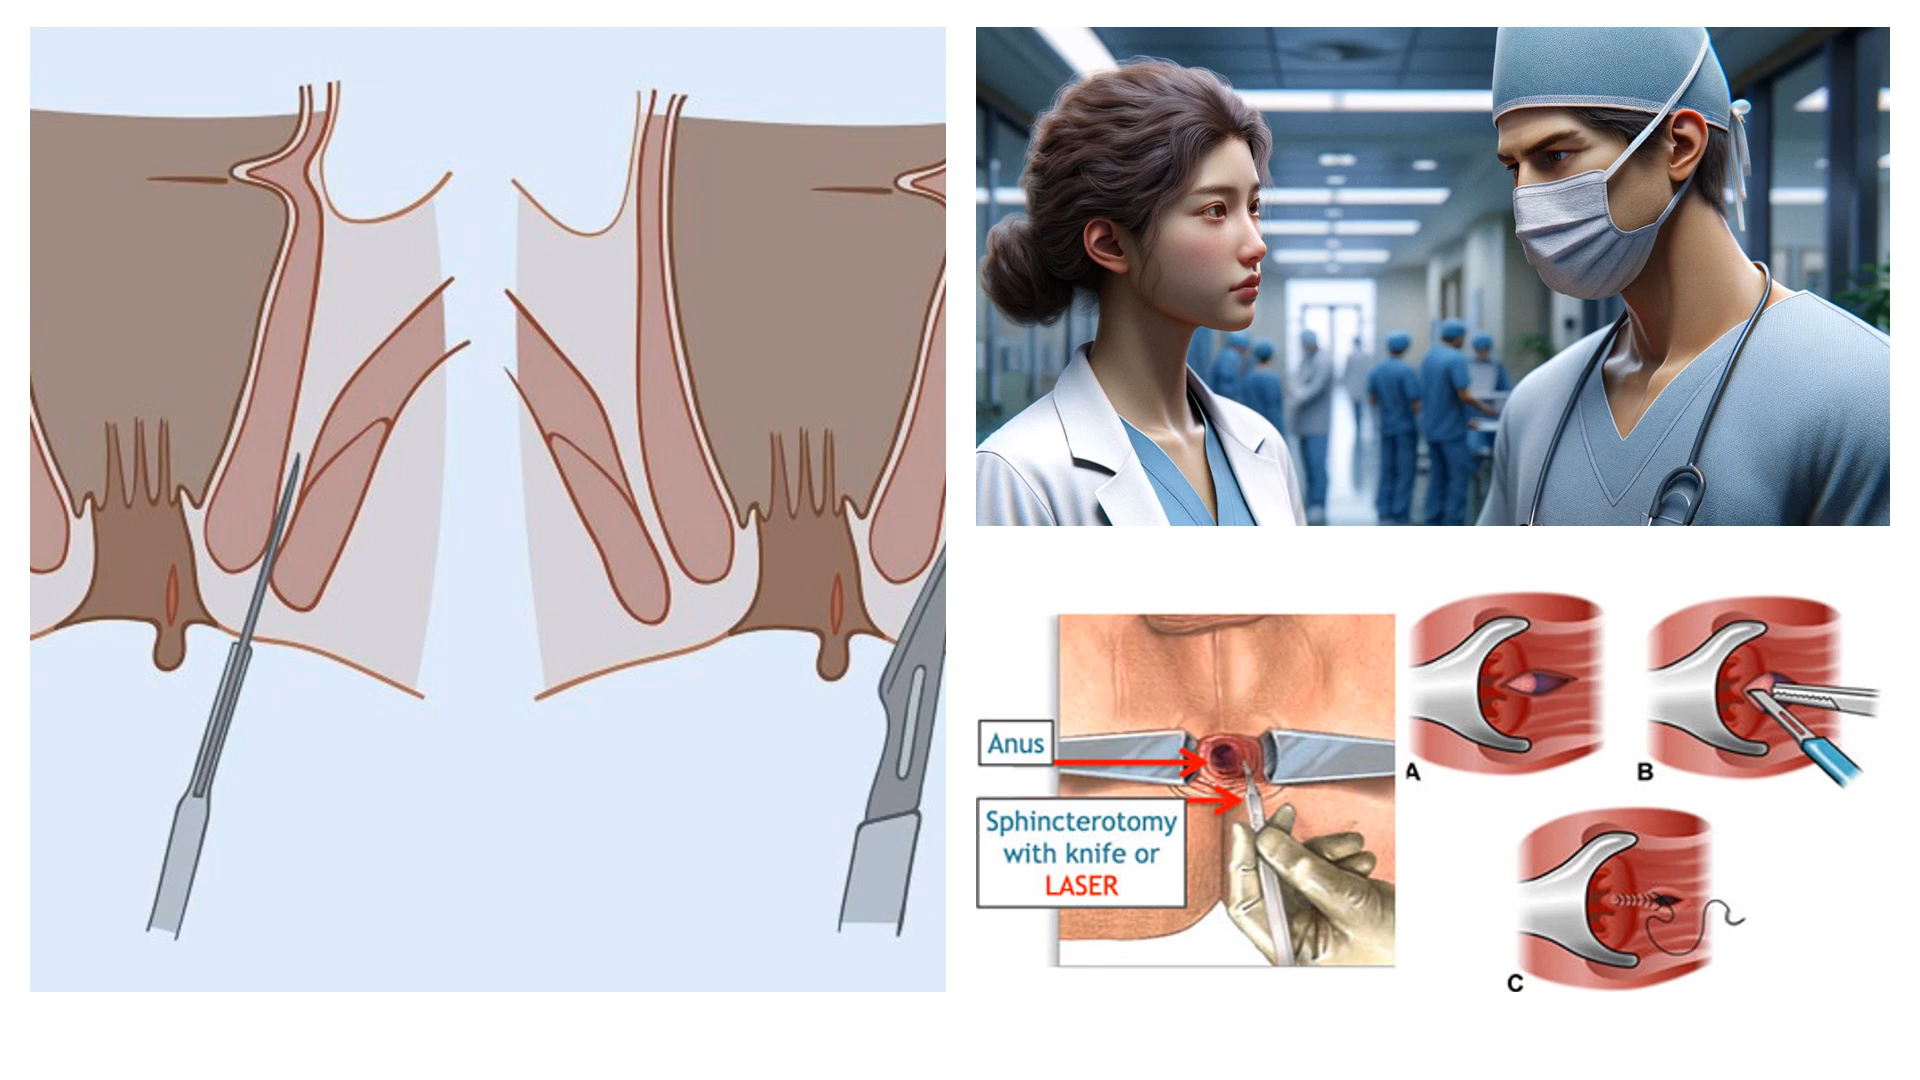 Anus
Sphincterotomy
with knife or
LASER
A
B
C